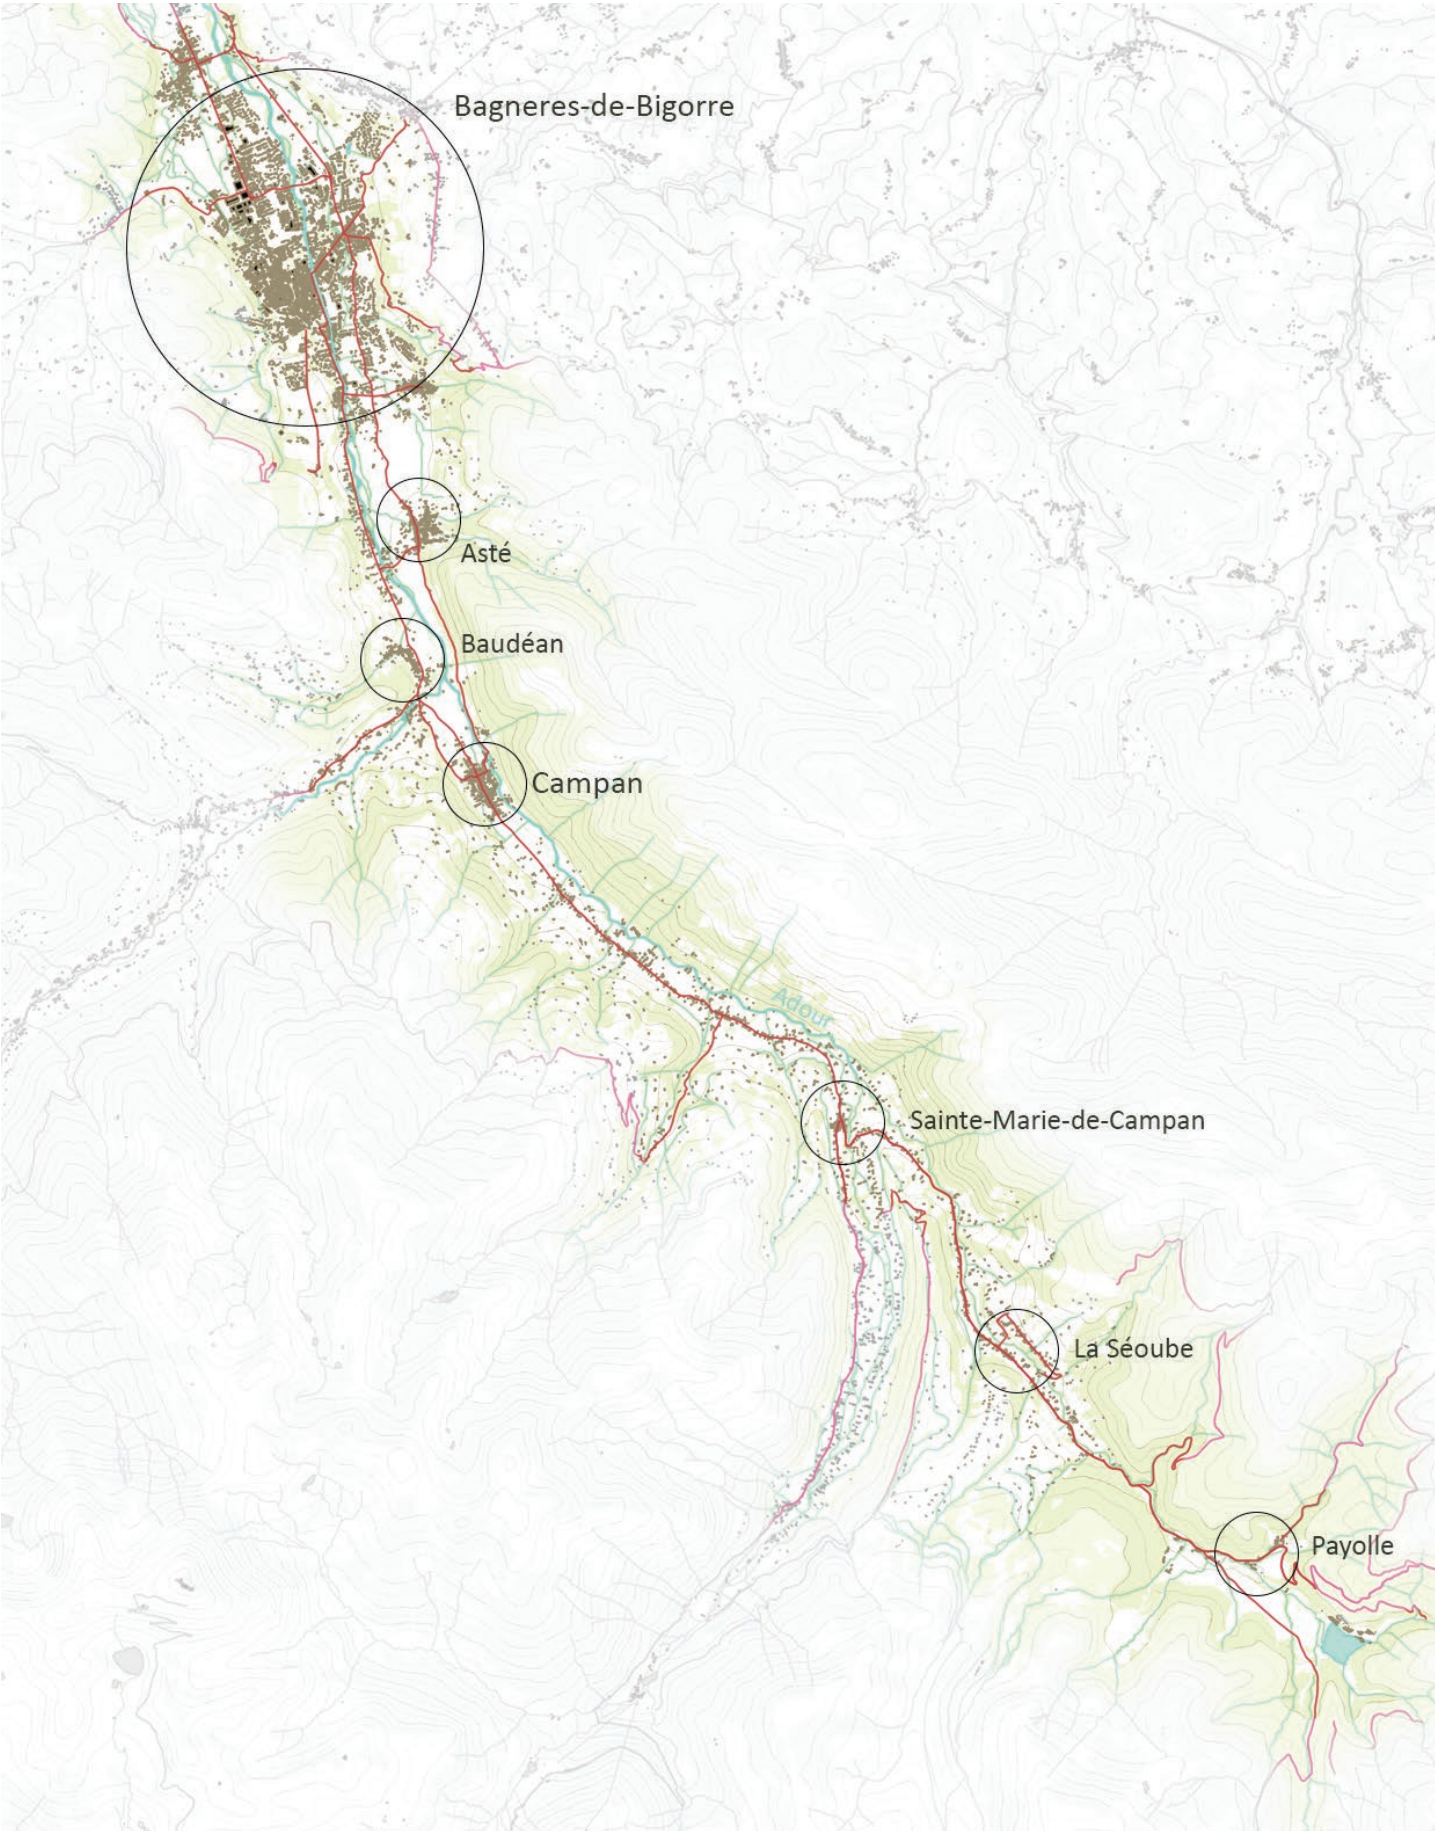 Bagneres-de-Bigorre
Asté
Baudéan
Campan
Adour
Sainte-Marie-de-Campan
La Séoube
Payolle